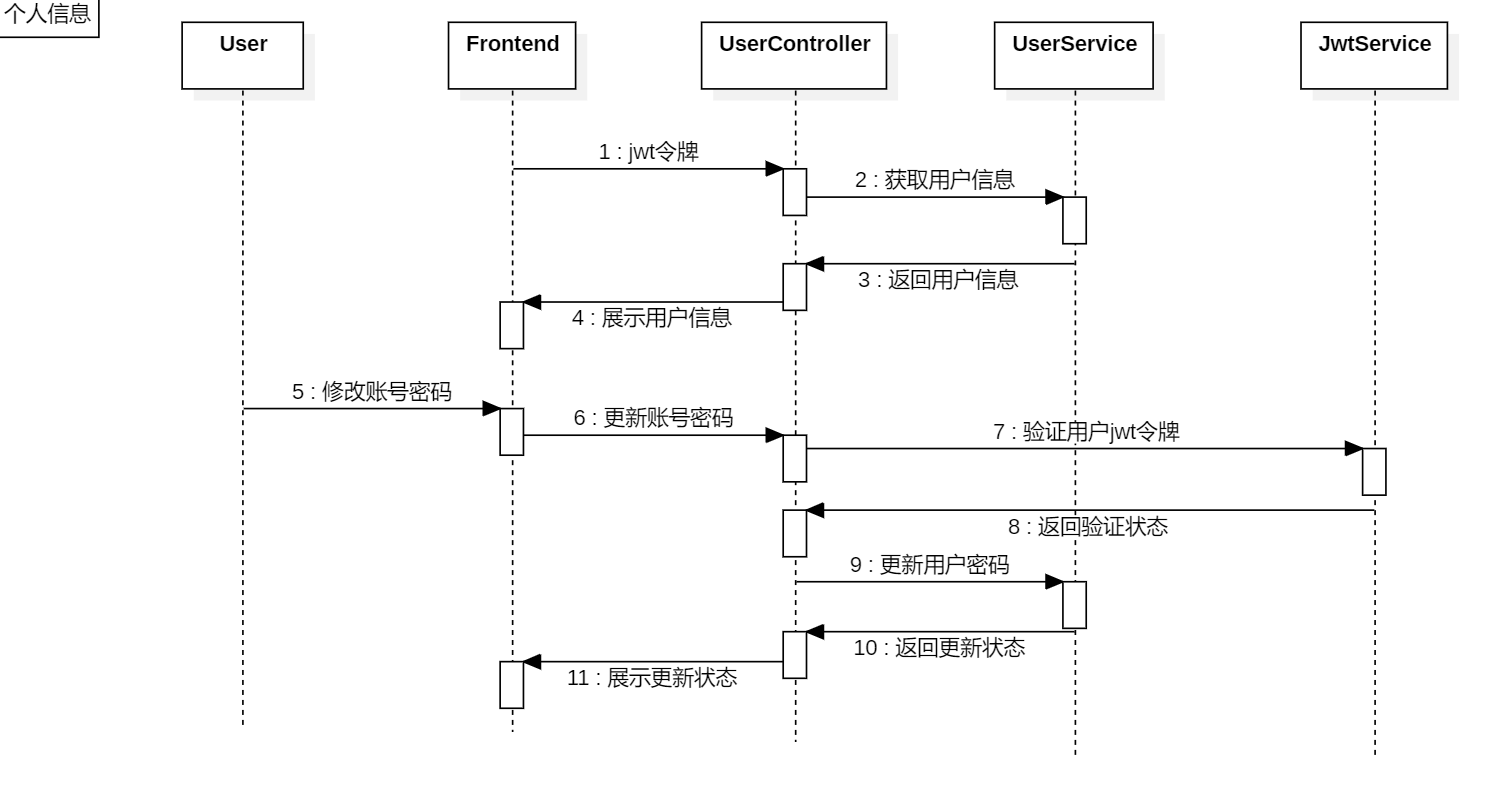 个人信息
User
Frontend
UserController
UserService
JwtService
1 : jwt令牌
2 : 获取用户信息
3 : 返回用户信息
4 : 展示用户信息
5 : 修改账号密码
6 : 更新账号密码
7 : 验证用户jwt令牌
8 : 返回验证状态
9 : 更新用户密码
10 : 返回更新状态
11 : 展示更新状态